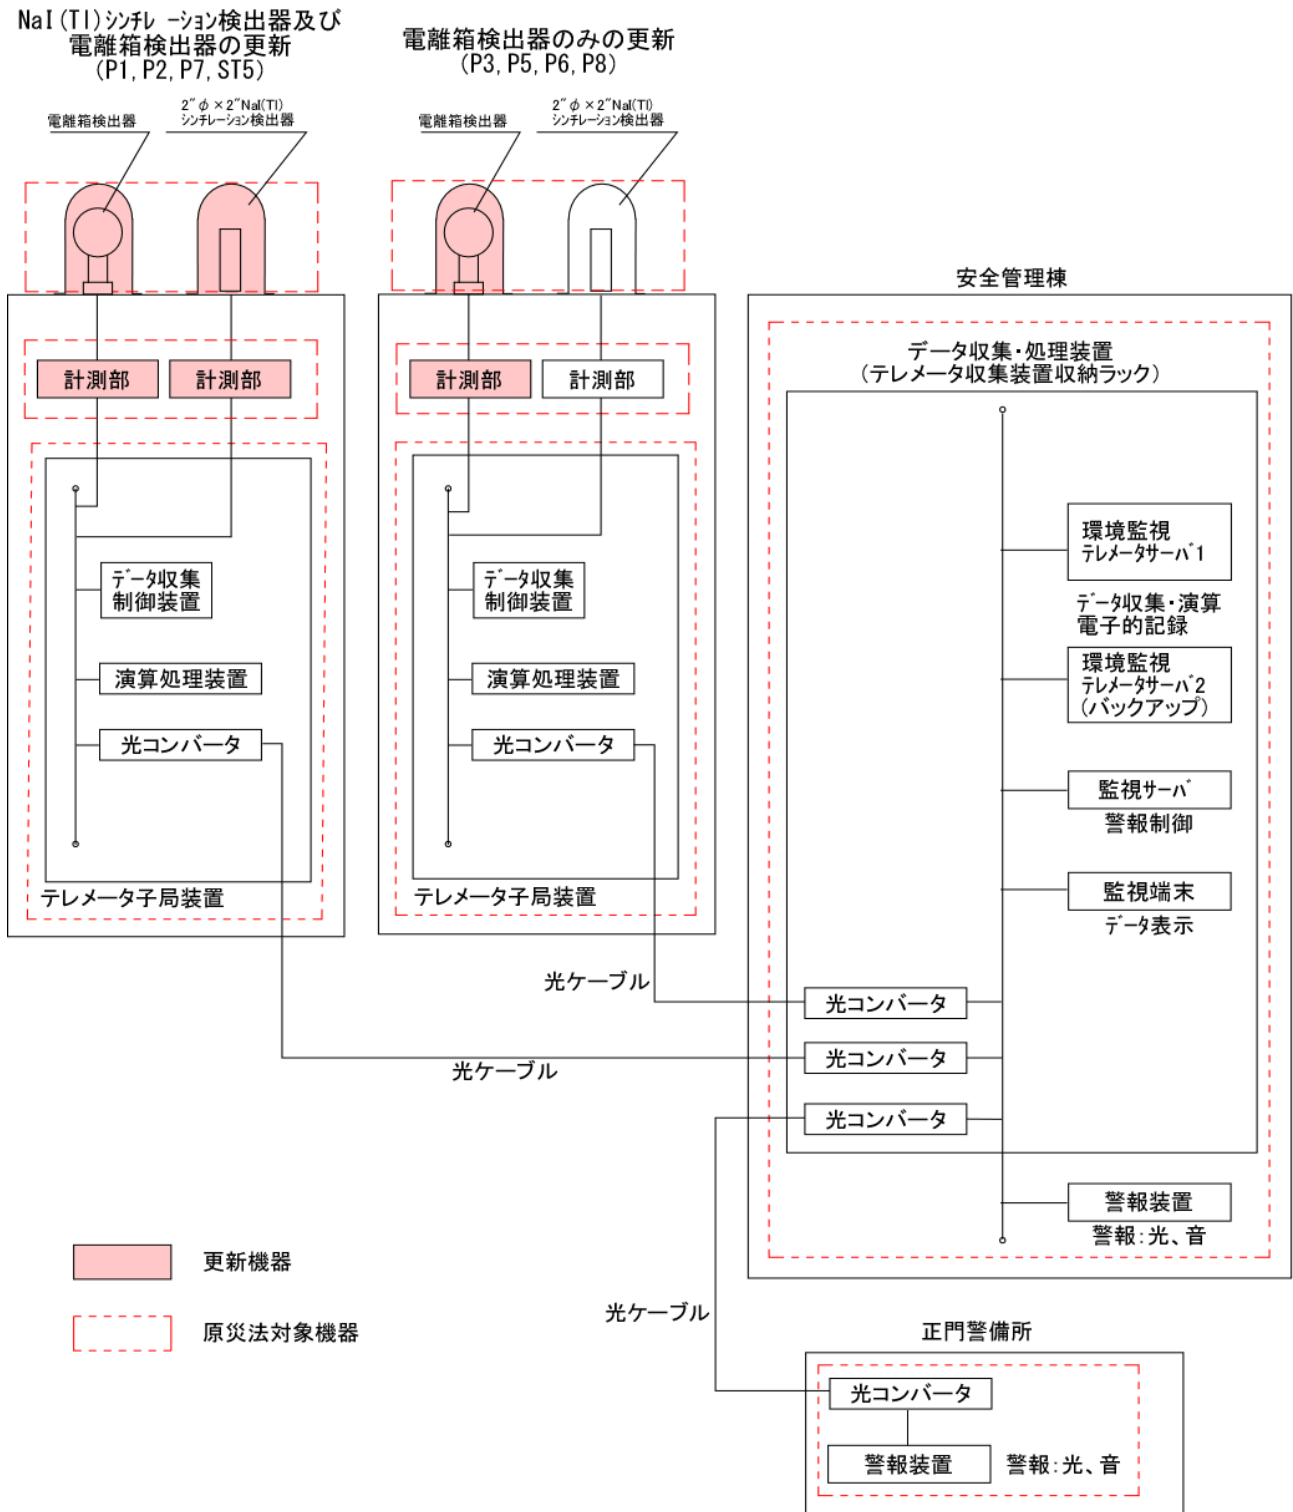 NaI(Tl)シンチレーション検出器及び
電離箱検出器の更新
(P1, P2, P7, ST5)
電離箱検出器のみの更新
(P3, P5, P6, P8)
電離箱検出器
2"φ×2"NaI(Tl)
シンチレーション検出器
電離箱検出器
2"φ×2"NaI(Tl)
シンチレーション検出器
計測部
計測部
計測部
計測部
データ収集
制御装置
演算処理装置
光コンバータ
テレメータ子局装置
データ収集
制御装置
演算処理装置
光コンバータ
テレメータ子局装置
安全管理棟
データ収集・処理装置
(テレメータ収集装置収納ラック)
環境監視
テレメータサーバ1
データ収集・演算
電子的記録
環境監視
テレメータサーバ2
(バックアップ)
監視サーバ
警報制御
監視端末
データ表示
光ケーブル
光コンバータ
光ケーブル
光コンバータ
光コンバータ
警報装置
警報:光、音
更新機器
原災法対象機器
光ケーブル
正門警備所
光コンバータ
警報装置
警報:光、音